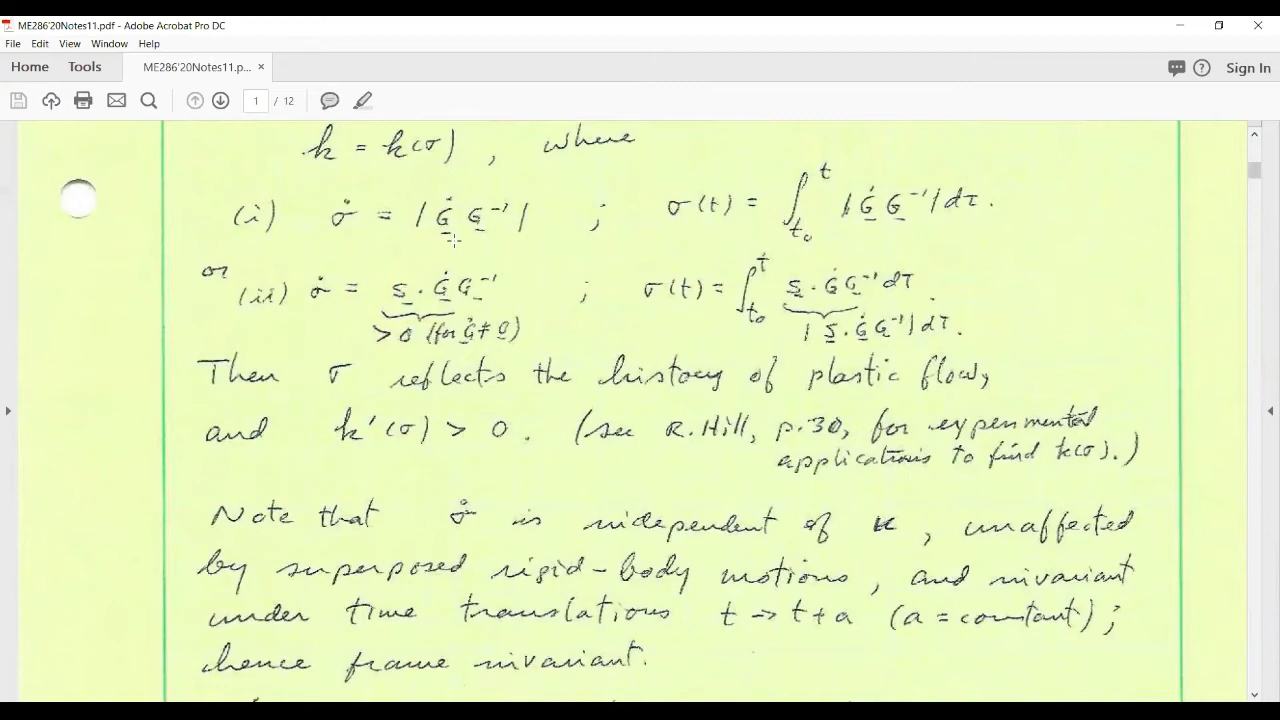 ME286'20Notes11.pdf - Adobe Acrobat Pro DC
File Edit View Window Help
Home Tools ME286'20Notes11.p... × Sign In
1 / 12
k = k(σ) , where
(i) σ̇ = |Ġ G⁻¹| ; σ(t) = ∫_{t₀}^{t} |Ġ G⁻¹| dτ.
or
(ii) σ̇ = S · Ġ G⁻¹ ; σ(t) = ∫_{t₀}^{t} S · Ġ G⁻¹ dτ .
> 0 (for Ġ ≠ 0) | S · Ġ G⁻¹| dτ.
Then σ reflects the history of plastic flow,
and k'(σ) > 0 . (see R. Hill, p.30, for experimental
applications to find k(σ).)
Note that σ̇ is independent of κ , unaffected
by superposed rigid-body motions, and invariant
under time translations t → t+a (a = constant) ;
hence frame invariant.